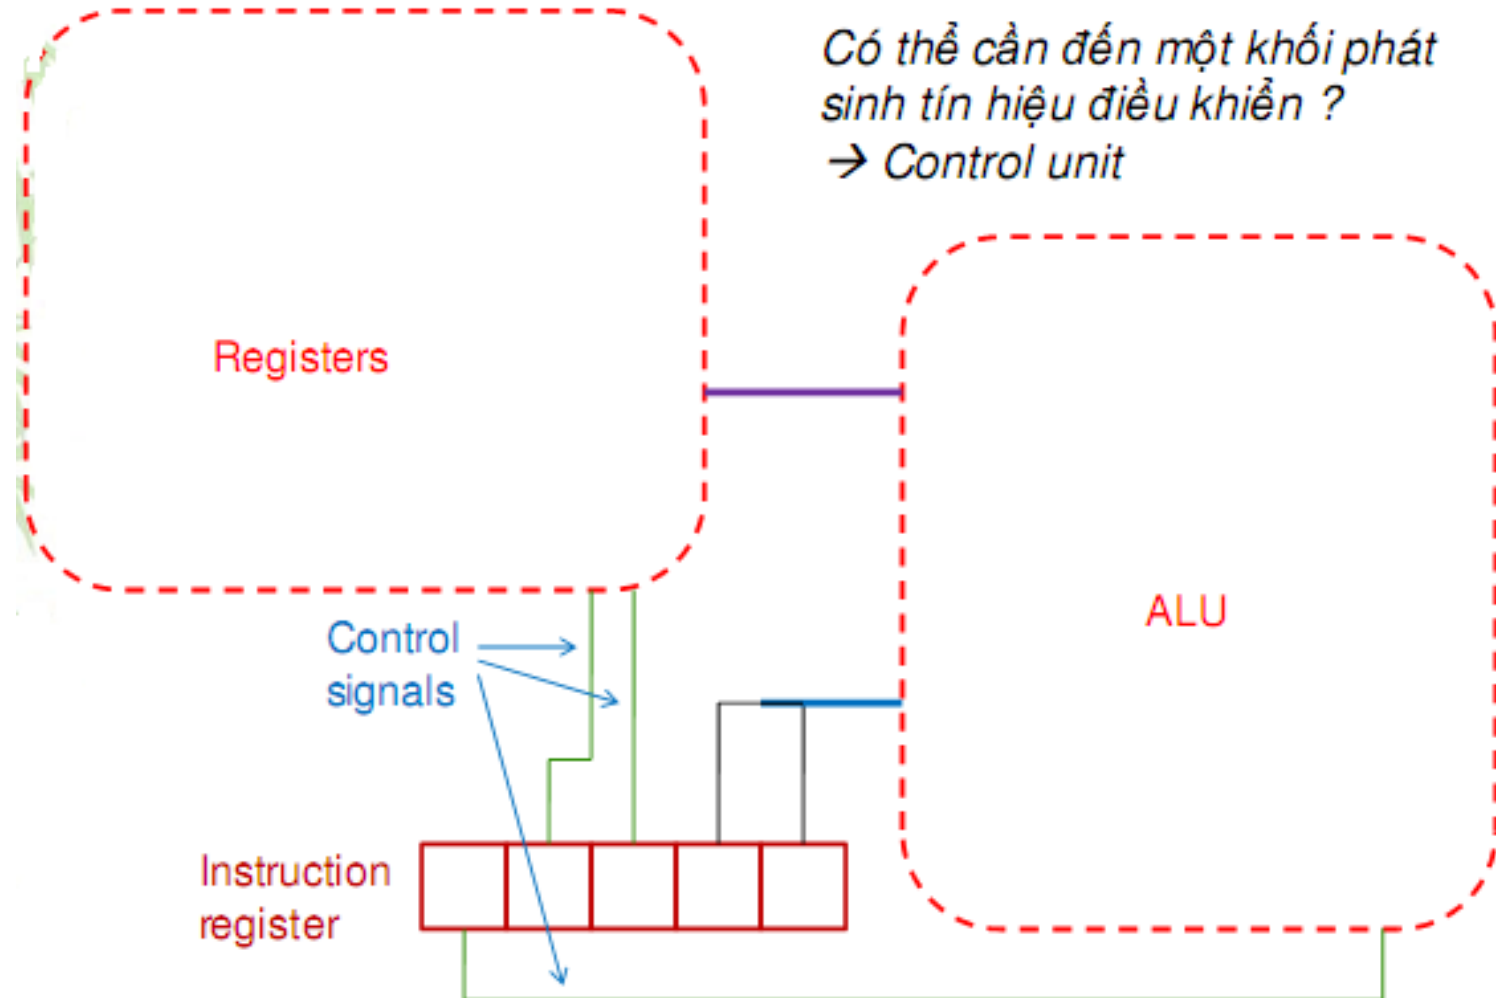 Có thể cần đến một khối phát
sinh tín hiệu điều khiển ?
→ Control unit
Registers
ALU
Control
signals
Instruction
register